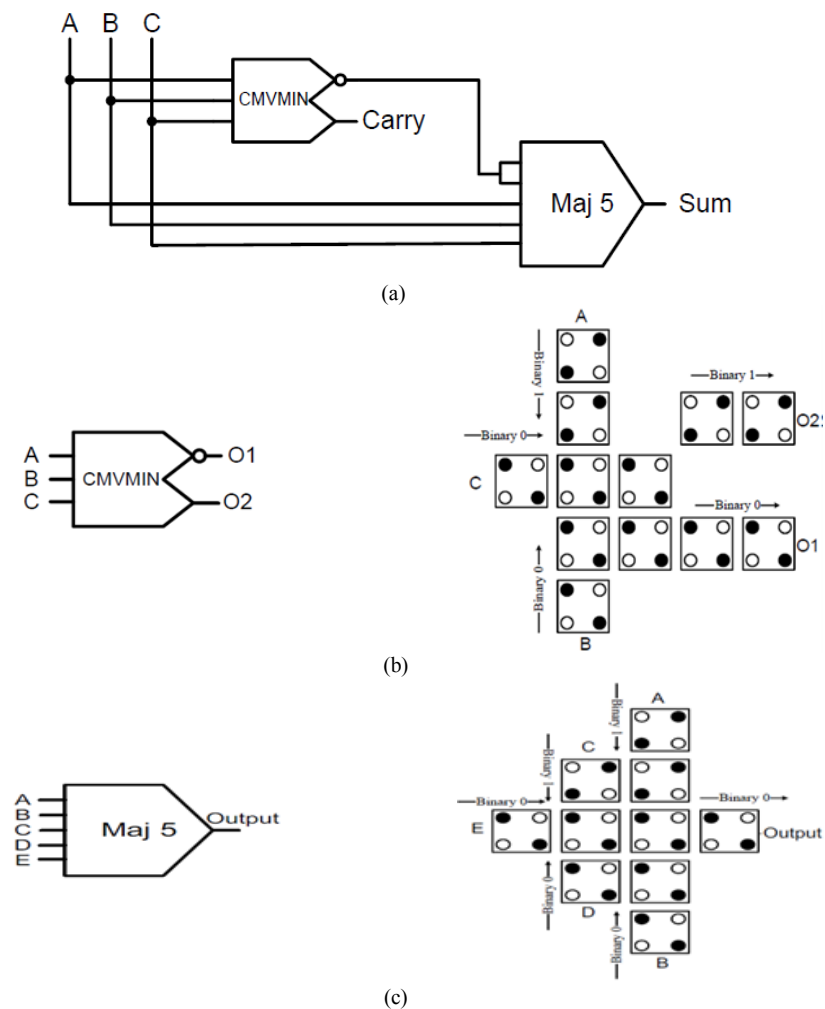 A B C
CMVMIN
Carry
Maj 5
Sum
(a)
A
Binary 1
Binary 1
Binary 0
O2
A
B
C
CMVMIN
O1
O2
C
Binary 0
O1
Binary 0
B
(b)
A
Binary 1
C
Binary 1
A
B
C
D
E
Maj 5
Output
Binary 0
Binary 0
E
Output
Binary 0
D
Binary 0
B
(c)